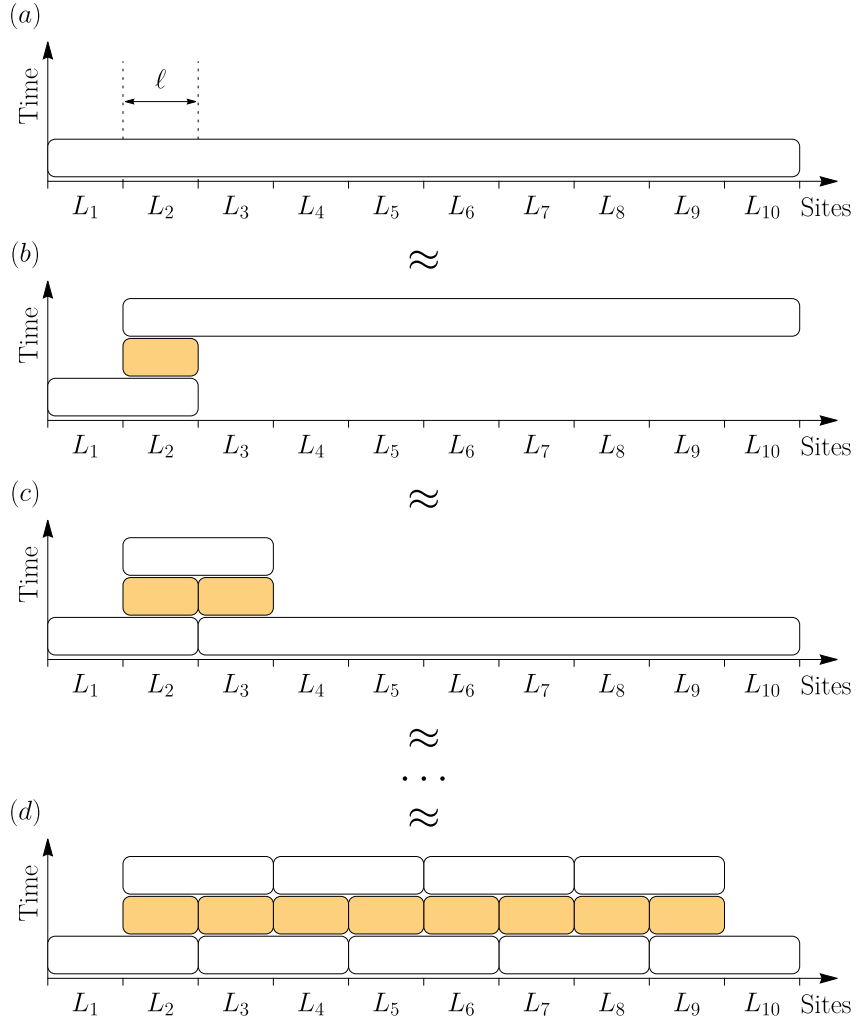 (a)
Time
ℓ
L₁ L₂ L₃ L₄ L₅ L₆ L₇ L₈ L₉ L₁₀ Sites
≈
(b)
Time
L₁ L₂ L₃ L₄ L₅ L₆ L₇ L₈ L₉ L₁₀ Sites
≈
(c)
Time
L₁ L₂ L₃ L₄ L₅ L₆ L₇ L₈ L₉ L₁₀ Sites
≈
...
≈
(d)
Time
L₁ L₂ L₃ L₄ L₅ L₆ L₇ L₈ L₉ L₁₀ Sites